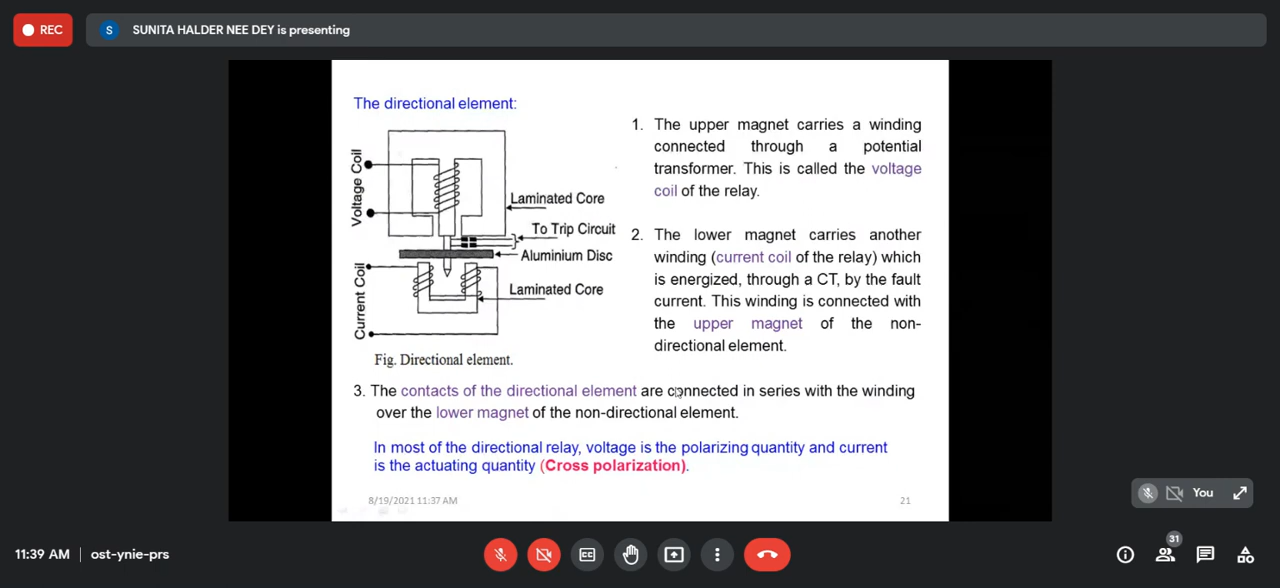 REC
S SUNITA HALDER NEE DEY is presenting
The directional element:
Voltage Coil
Laminated Core
To Trip Circuit
Aluminium Disc
Current Coil
Laminated Core
Fig. Directional element.
1. The upper magnet carries a winding
connected through a potential
transformer. This is called the voltage
coil of the relay.
2. The lower magnet carries another
winding (current coil of the relay) which
is energized, through a CT, by the fault
current. This winding is connected with
the upper magnet of the non-
directional element.
3. The contacts of the directional element are connected in series with the winding
over the lower magnet of the non-directional element.
In most of the directional relay, voltage is the polarizing quantity and current
is the actuating quantity (Cross polarization).
8/19/2021 11:37 AM
21
You
11:39 AM | ost-ynie-prs
CC
31